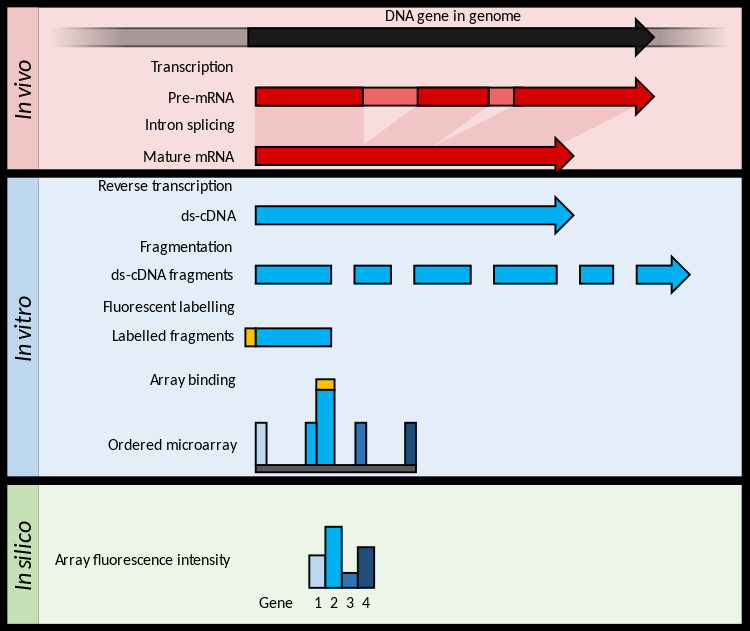 In vivo
DNA gene in genome
Transcription
Pre-mRNA
Intron splicing
Mature mRNA
In vitro
Reverse transcription
ds-cDNA
Fragmentation
ds-cDNA fragments
Fluorescent labelling
Labelled fragments
Array binding
Ordered microarray
In silico
Array fluorescence intensity
Gene 1 2 3 4